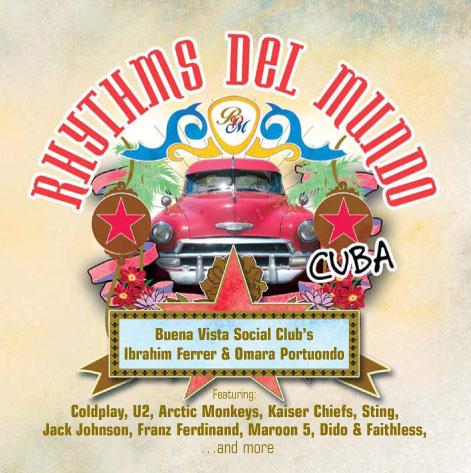 RHYTHMS DEL MUNDO
RDM
CUBA
Buena Vista Social Club's
Ibrahim Ferrer & Omara Portuondo
Featuring:
Coldplay, U2, Arctic Monkeys, Kaiser Chiefs, Sting,
Jack Johnson, Franz Ferdinand, Maroon 5, Dido & Faithless,
...and more